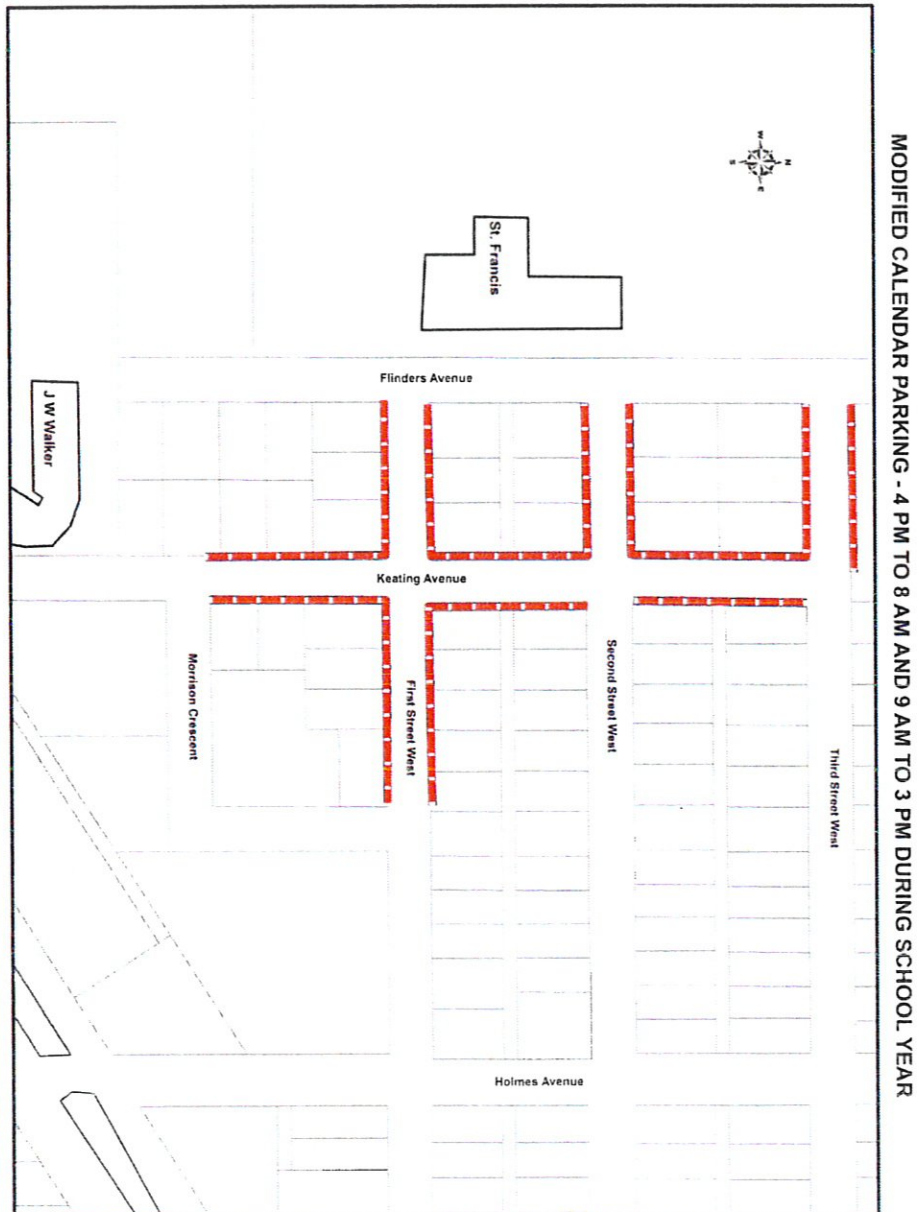 MODIFIED CALENDAR PARKING - 4 PM TO 8 AM AND 9 AM TO 3 PM DURING SCHOOL YEAR
N
W
E
S
St. Francis
Flinders Avenue
J W Walker
Keating Avenue
Morrison Crescent
First Street West
Second Street West
Third Street West
Holmes Avenue